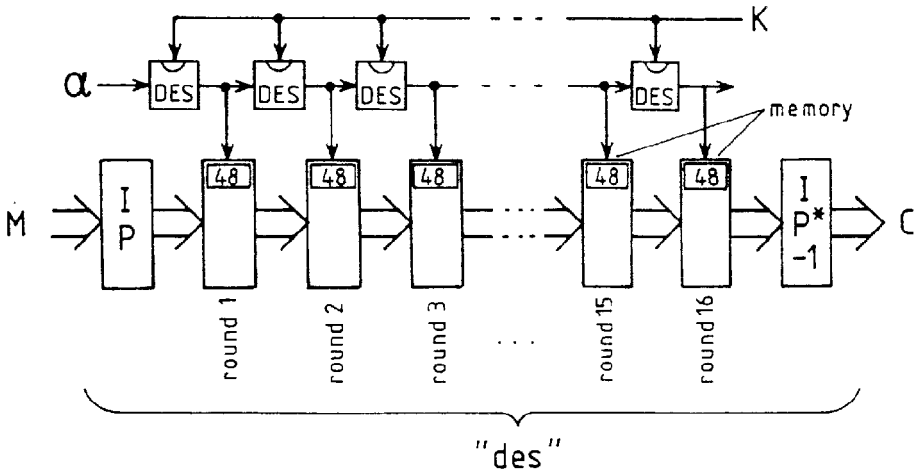 K
α DES DES DES DES
memory
48 48 48 48 48
M I P I P* -1 C
round 1 round 2 round 3 ... round 15 round 16
"des"